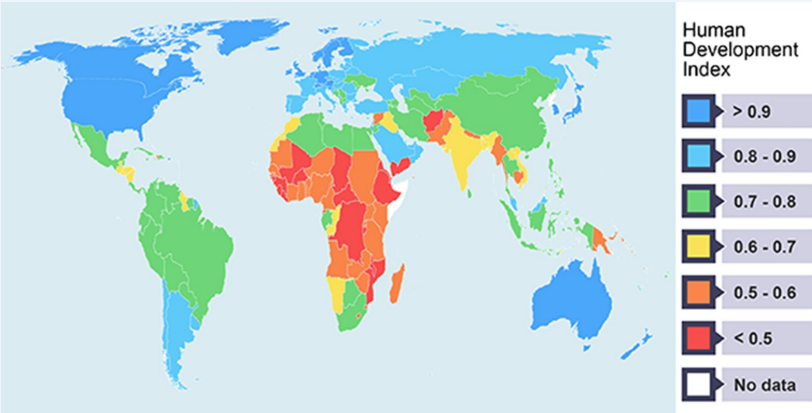 Human
Development
Index
> 0.9
0.8 - 0.9
0.7 - 0.8
0.6 - 0.7
0.5 - 0.6
< 0.5
No data